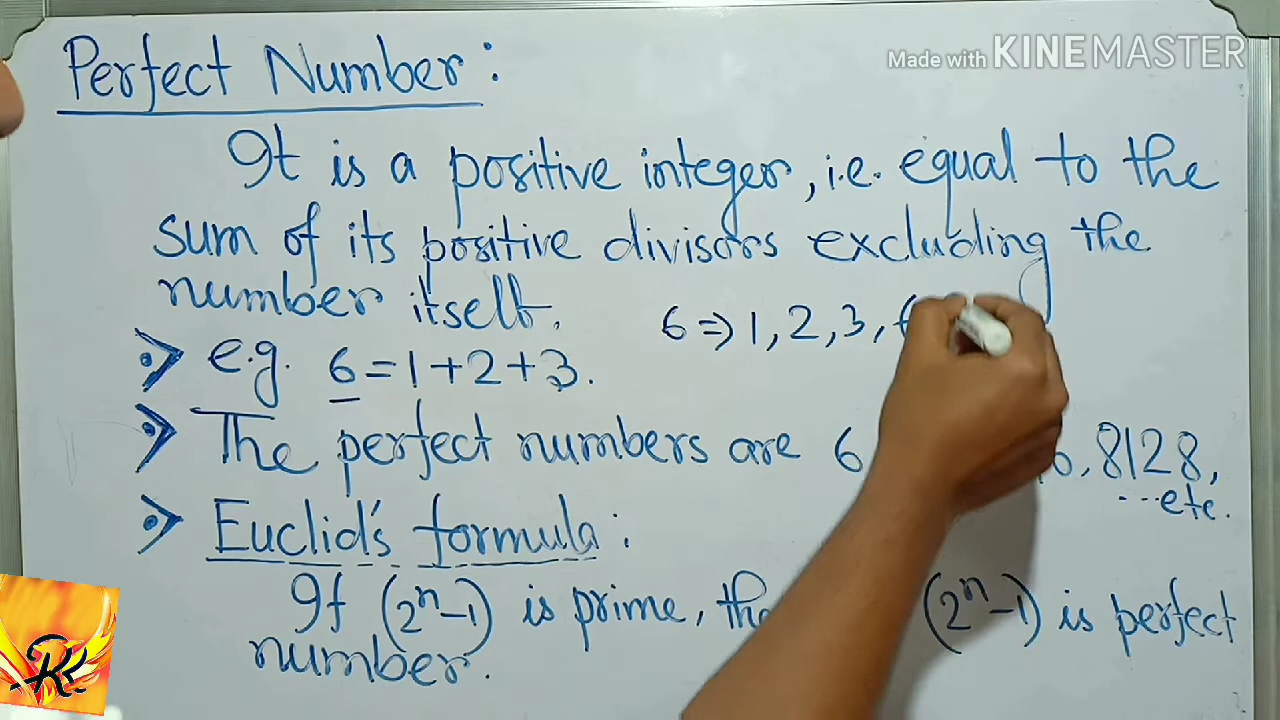 Perfect Number:
Made with KINEMASTER
It is a positive integer, i.e. equal to the
sum of its positive divisors excluding the
number itself.
6 => 1, 2, 3,
e.g. 6 = 1 + 2 + 3.
The perfect numbers are 6 8128,
...etc.
Euclid's formula:
If (2ⁿ-1) is prime, (2ⁿ-1) is perfect
number.
RK